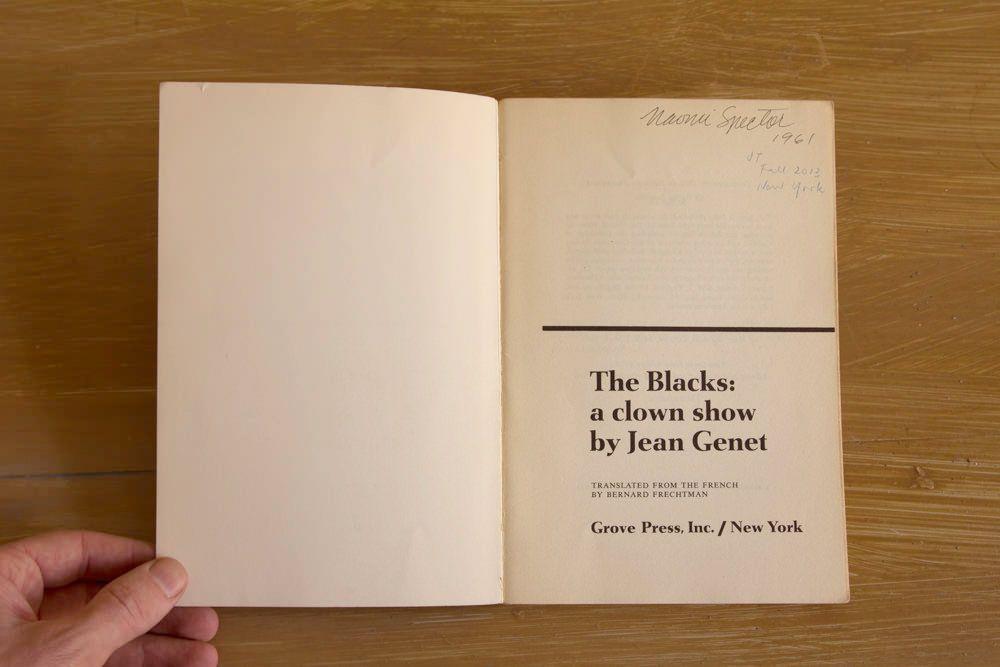 Naomi Spector
1961
JT
Fall 2013
New York
The Blacks:
a clown show
by Jean Genet
TRANSLATED FROM THE FRENCH
BY BERNARD FRECHTMAN
Grove Press, Inc. / New York